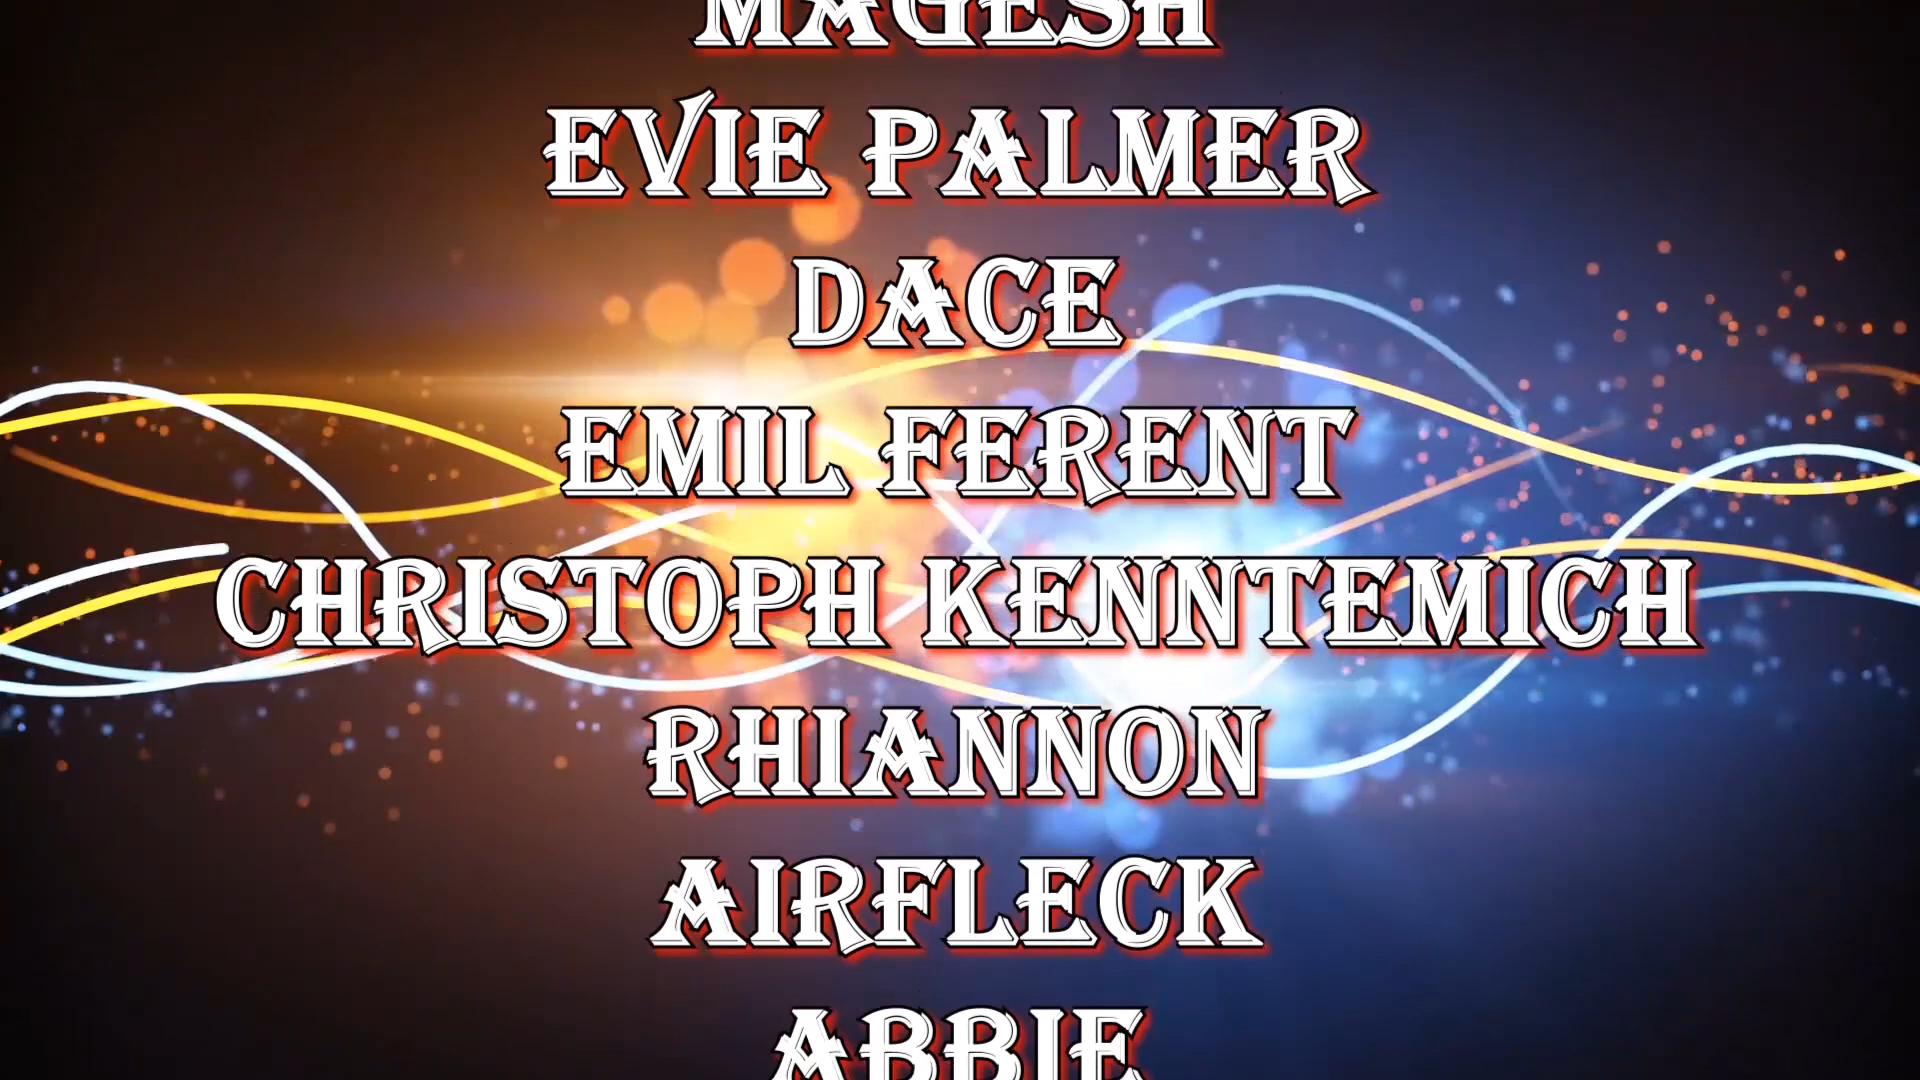 MAGESH
EVIE PALMER
DACE
EMIL FERENT
CHRISTOPH KENNTEMICH
RHIANNON
AIRFLECK
ABBIE